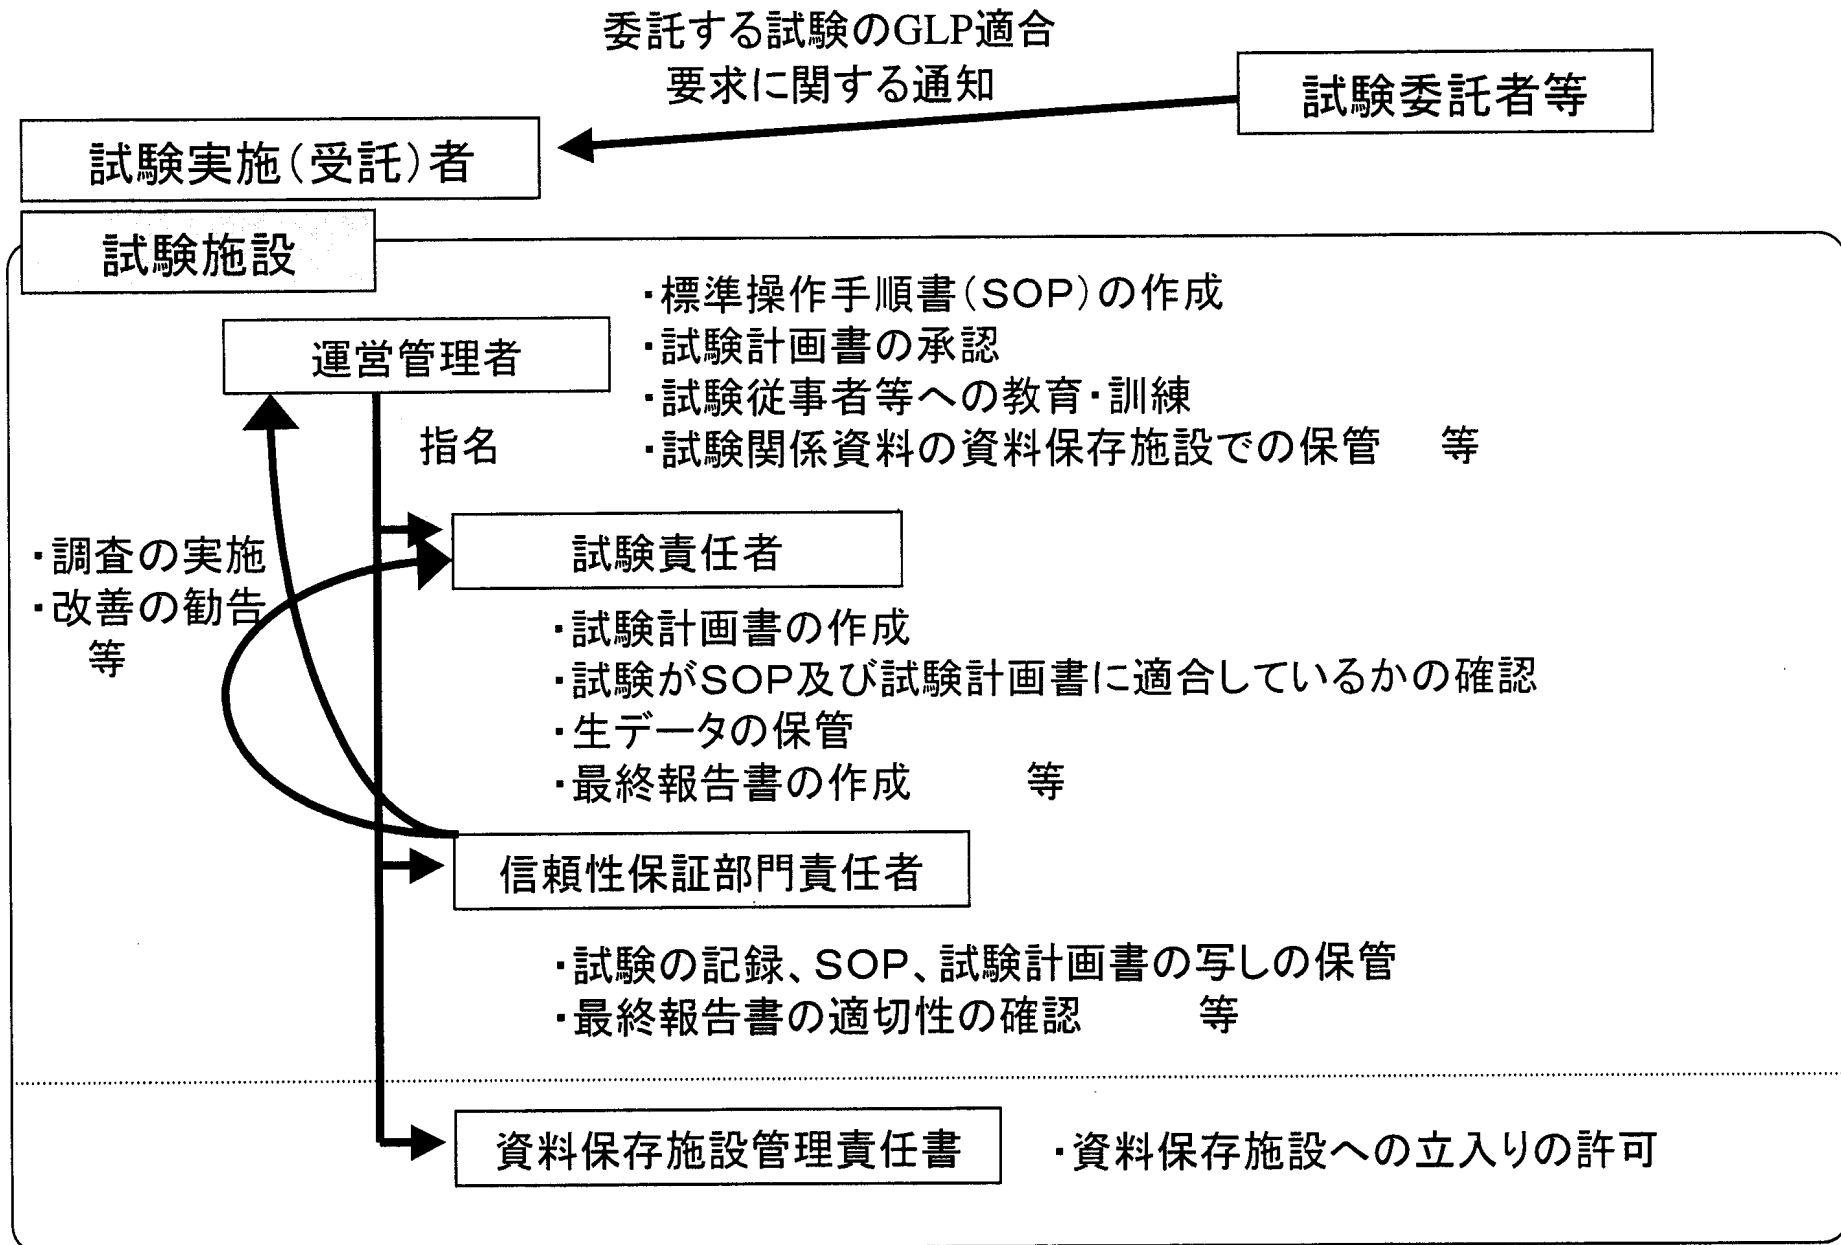 委託する試験のGLP適合
要求に関する通知
試験委託者等
試験実施(受託)者
試験施設
運営管理者
・標準操作手順書(SOP)の作成
・試験計画書の承認
・試験従事者等への教育・訓練
・試験関係資料の資料保存施設での保管 等
指名
・調査の実施
・改善の勧告
等
試験責任者
・試験計画書の作成
・試験がSOP及び試験計画書に適合しているかの確認
・生データの保管
・最終報告書の作成 等
信頼性保証部門責任者
・試験の記録、SOP、試験計画書の写しの保管
・最終報告書の適切性の確認 等
資料保存施設管理責任書
・資料保存施設への立入りの許可